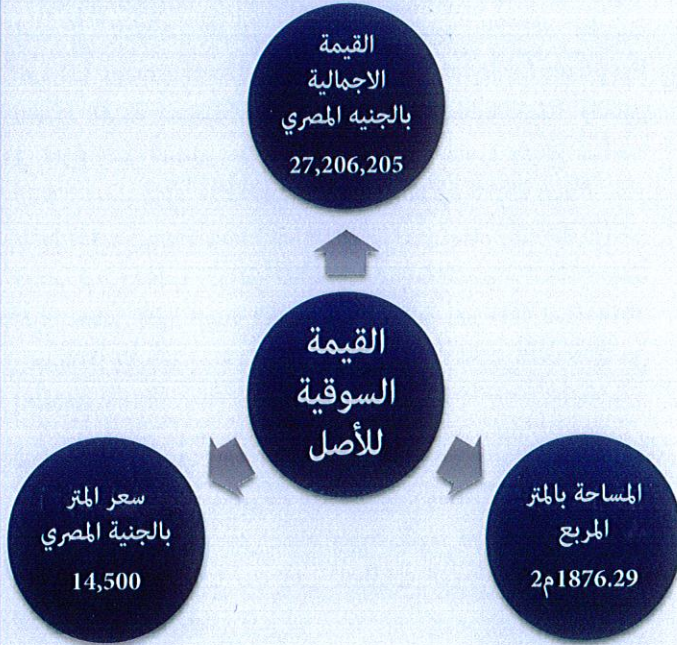 القيمة
الاجمالية
بالجنيه المصري
27,206,205
القيمة
السوقية
للأصل
المساحة بالمتر
المربع
1876.29م2
سعر المتر
بالجنية المصري
14,500